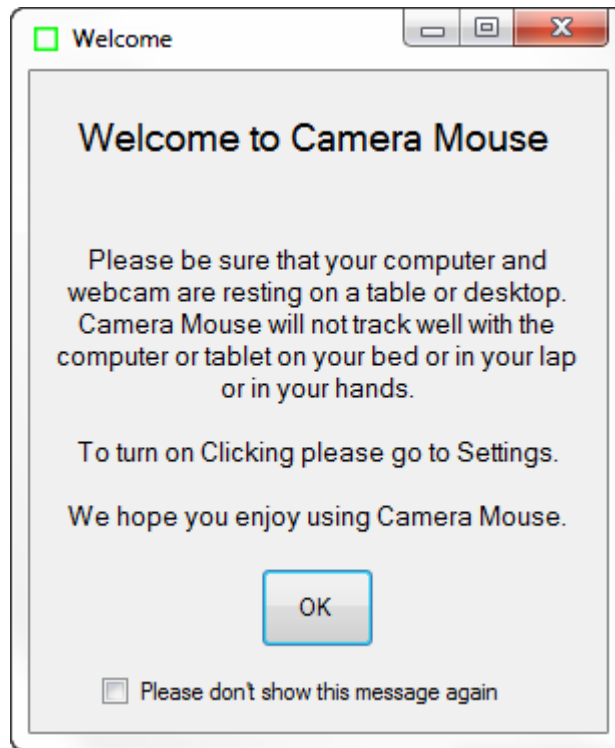 Welcome
Welcome to Camera Mouse
Please be sure that your computer and
webcam are resting on a table or desktop.
Camera Mouse will not track well with the
computer or tablet on your bed or in your lap
or in your hands.
To turn on Clicking please go to Settings.
We hope you enjoy using Camera Mouse.
OK
Please don't show this message again